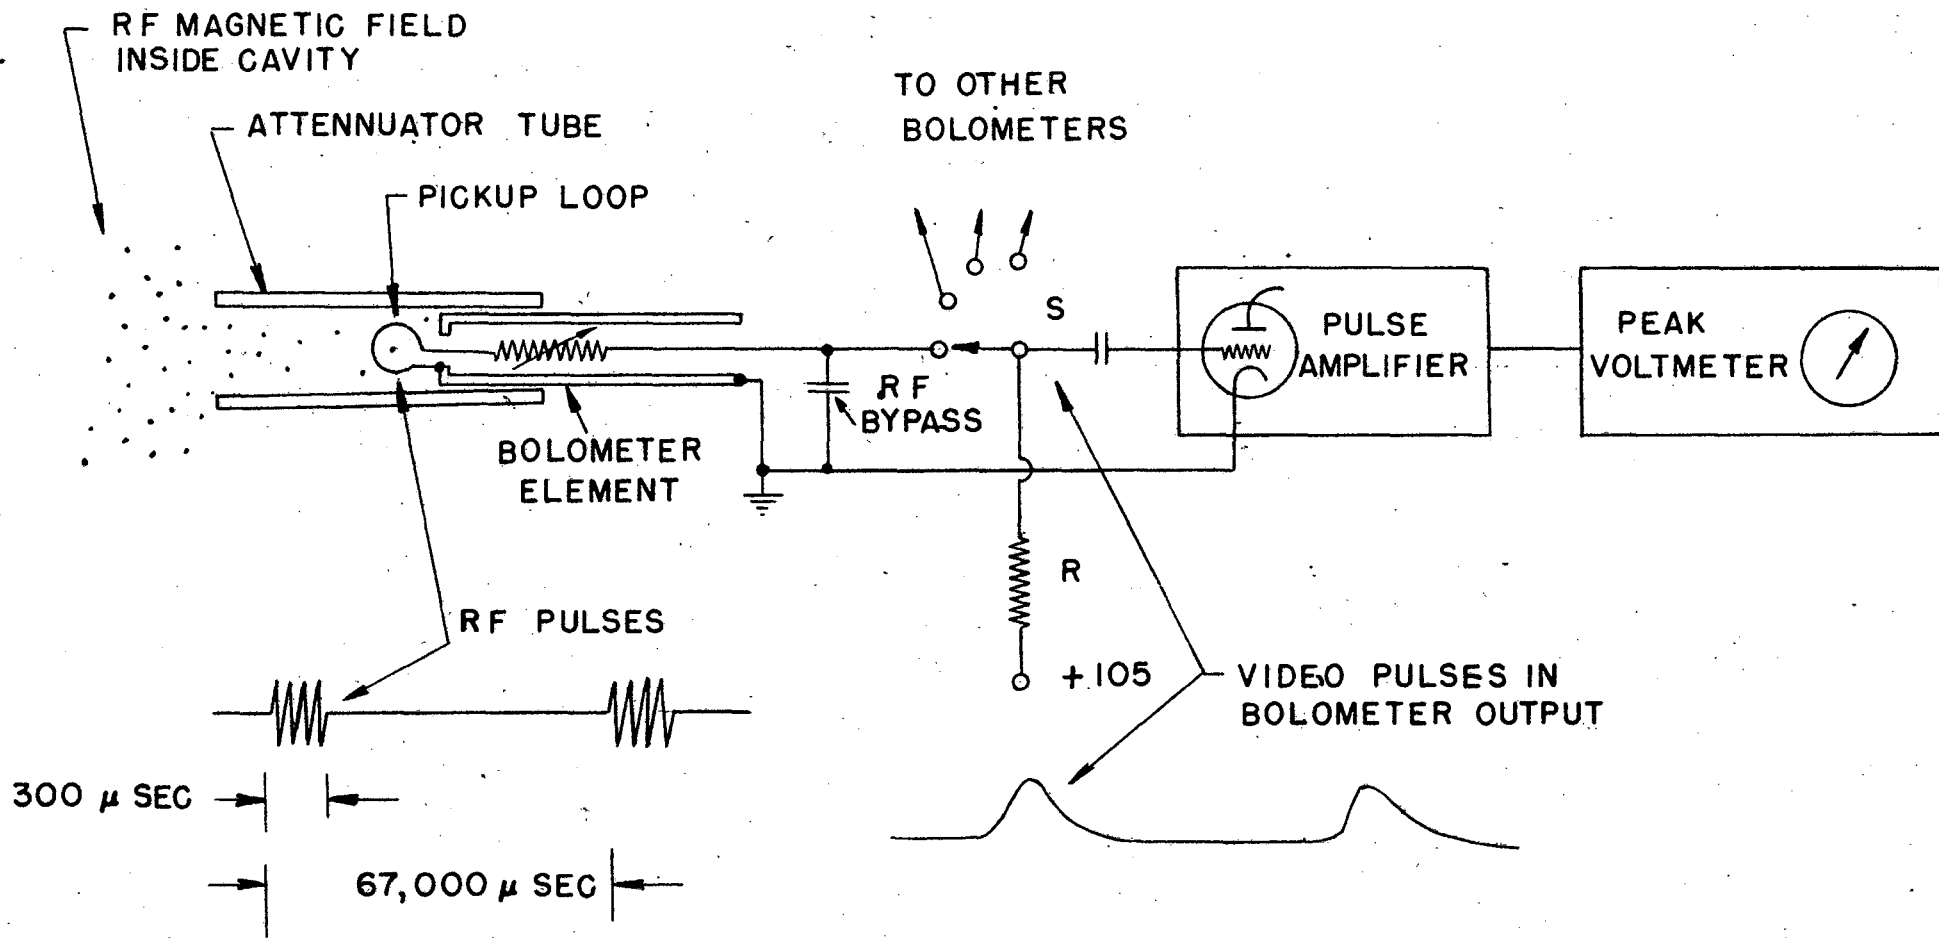 RF MAGNETIC FIELD
INSIDE CAVITY
ATTENNUATOR TUBE
PICKUP LOOP
TO OTHER
BOLOMETERS
S
PULSE
AMPLIFIER
PEAK
VOLTMETER
RF
BYPASS
BOLOMETER
ELEMENT
R
RF PULSES
+105
VIDEO PULSES IN
BOLOMETER OUTPUT
300 μ SEC
67,000 μ SEC